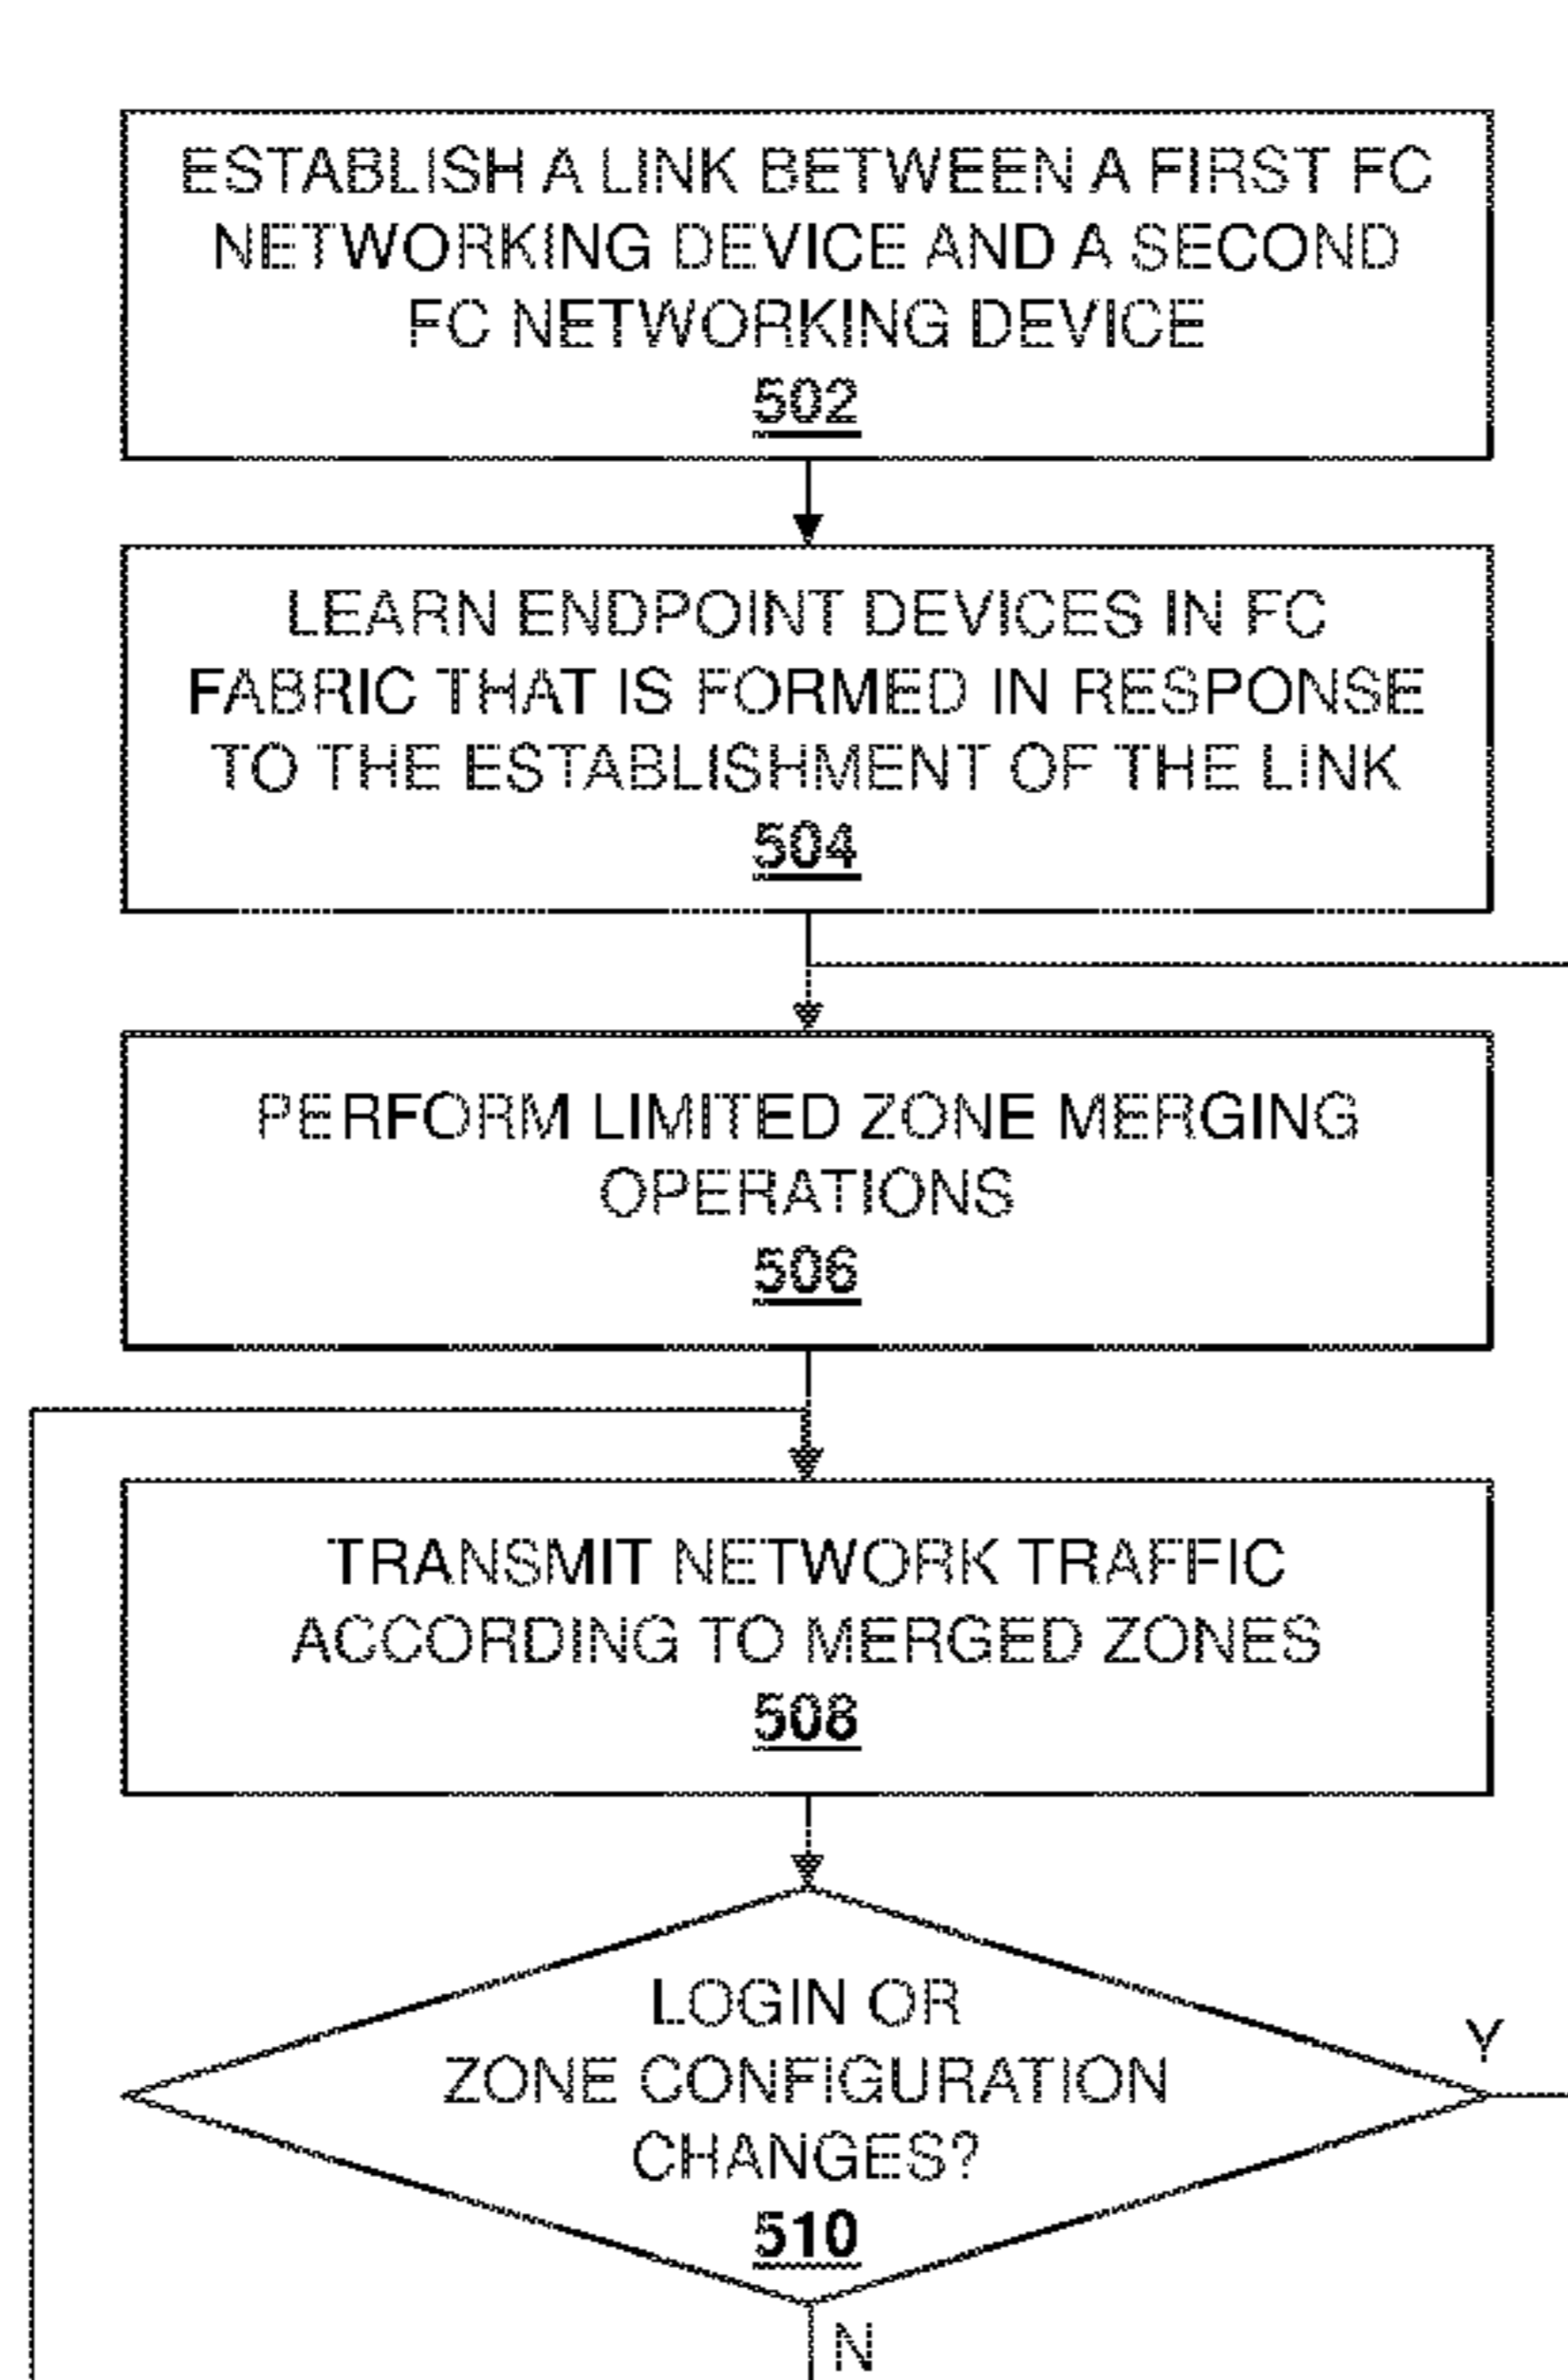 ESTABLISH A LINK BETWEEN A FIRST FC
NETWORKING DEVICE AND A SECOND
FC NETWORKING DEVICE
502
LEARN ENDPOINT DEVICES IN FC
FABRIC THAT IS FORMED IN RESPONSE
TO THE ESTABLISHMENT OF THE LINK
504
PERFORM LIMITED ZONE MERGING
OPERATIONS
506
TRANSMIT NETWORK TRAFFIC
ACCORDING TO MERGED ZONES
508
LOGIN OR
ZONE CONFIGURATION
CHANGES?
510
Y
N